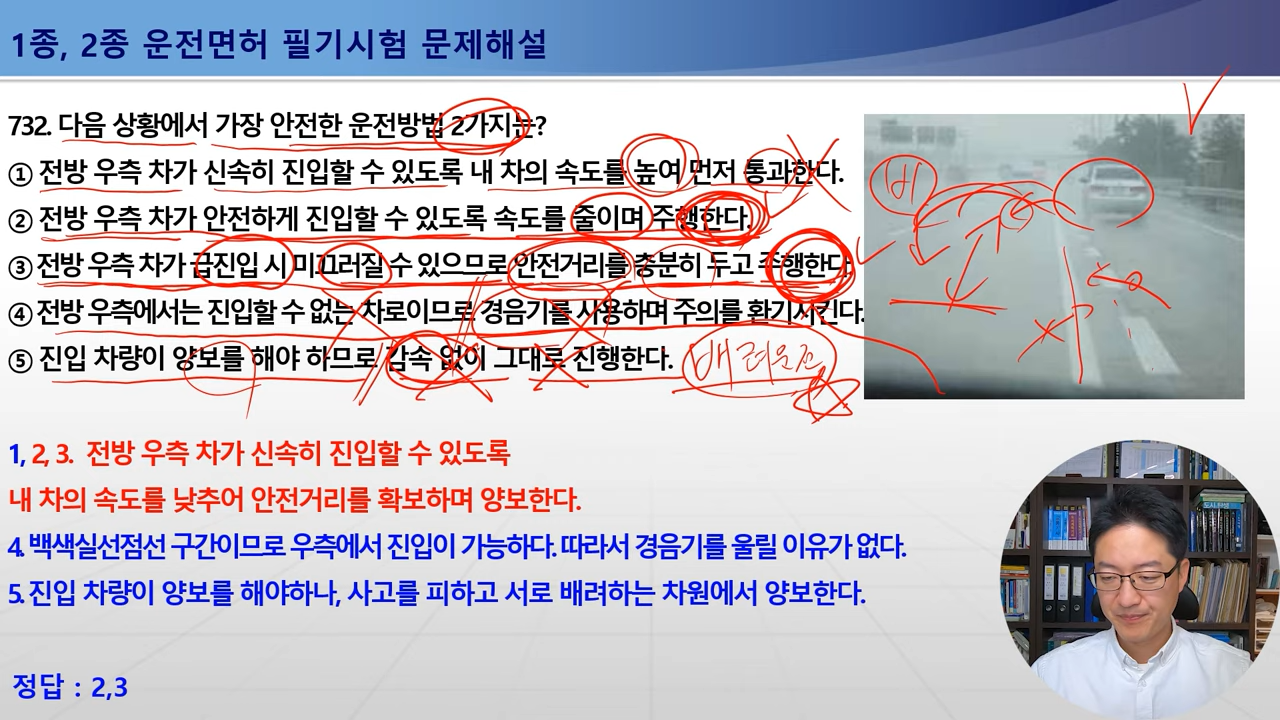 1종, 2종 운전면허 필기시험 문제해설
732. 다음 상황에서 가장 안전한 운전방법 2가지는?
① 전방 우측 차가 신속히 진입할 수 있도록 내 차의 속도를 높여 먼저 통과한다.
② 전방 우측 차가 안전하게 진입할 수 있도록 속도를 줄이며 주행한다.
③ 전방 우측 차가 급진입 시 미끄러질 수 있으므로 안전거리를 충분히 두고 주행한다.
④ 전방 우측에서는 진입할 수 없는 차로이므로 경음기를 사용하며 주의를 환기시킨다.
⑤ 진입 차량이 양보를 해야 하므로 감속 없이 그대로 진행한다.
배려운전
비
1, 2, 3. 전방 우측 차가 신속히 진입할 수 있도록
내 차의 속도를 낮추어 안전거리를 확보하며 양보한다.
4. 백색실선점선 구간이므로 우측에서 진입이 가능하다. 따라서 경음기를 울릴 이유가 없다.
5. 진입 차량이 양보를 해야하나, 사고를 피하고 서로 배려하는 차원에서 양보한다.
정답 : 2,3